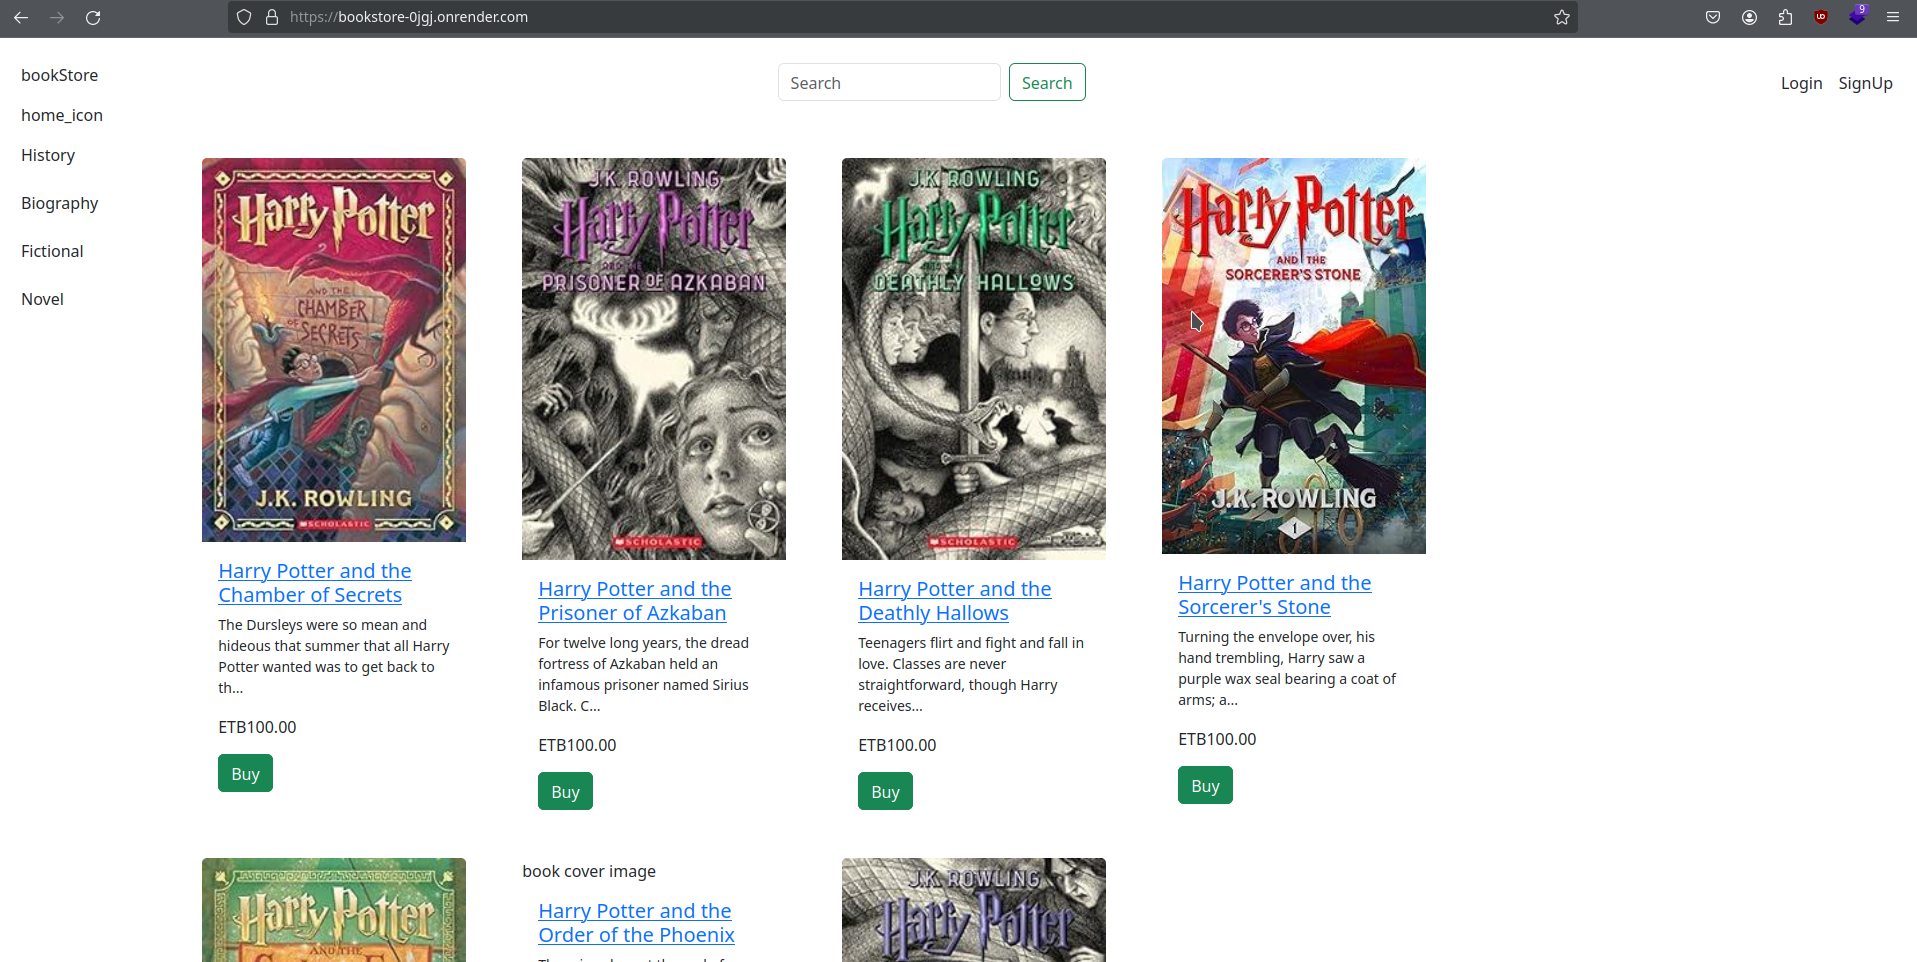 https://bookstore-0jgj.onrender.com
9
bookStore
Search
Search
Login
SignUp
home_icon
History
Biography
Fictional
Novel
Harry Potter
AND THE
CHAMBER
OF
SECRETS
J.K. ROWLING
SCHOLASTIC
Harry Potter and the
Chamber of Secrets
The Dursleys were so mean and
hideous that summer that all Harry
Potter wanted was to get back to
th...
ETB100.00
Buy
J.K. ROWLING
Harry Potter
AND THE
PRISONER OF AZKABAN
SCHOLASTIC
Harry Potter and the
Prisoner of Azkaban
For twelve long years, the dread
fortress of Azkaban held an
infamous prisoner named Sirius
Black. C...
ETB100.00
Buy
J.K. ROWLING
Harry Potter
AND THE
DEATHLY HALLOWS
SCHOLASTIC
Harry Potter and the
Deathly Hallows
Teenagers flirt and fight and fall in
love. Classes are never
straightforward, though Harry
receives...
ETB100.00
Buy
Harry Potter
AND THE
SORCERER'S STONE
J.K. ROWLING
1
Harry Potter and the
Sorcerer's Stone
Turning the envelope over, his
hand trembling, Harry saw a
purple wax seal bearing a coat of
arms; a...
ETB100.00
Buy
Harry Potter
AND THE
book cover image
Harry Potter and the
Order of the Phoenix
J.K. ROWLING
Harry Potter